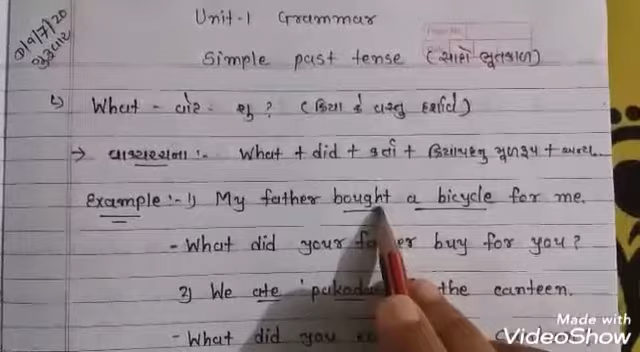 Unit-1 Grammar
Simple past tense (સાદો ભૂતકાળ)
What - વોટ - શુ? (ક્રિયા કે વસ્તુ દર્શાવે)
→ વાક્યરચના :- What + did + કર્તા + ક્રિયાપદનુ મૂળરૂપ + અન્ય.
Example :- 1) My father bought a bicycle for me.
- What did your father buy for you?
2) We ate the canteen.
- What did you
Made with
VideoShow